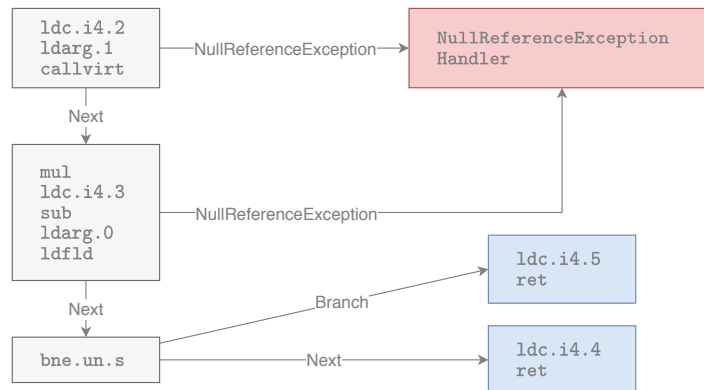 ldc.i4.2
ldarg.1
callvirt
NullReferenceException
NullReferenceException
Handler
Next
mul
ldc.i4.3
sub
ldarg.0
ldfld
NullReferenceException
Next
Branch
ldc.i4.5
ret
bne.un.s
Next
ldc.i4.4
ret